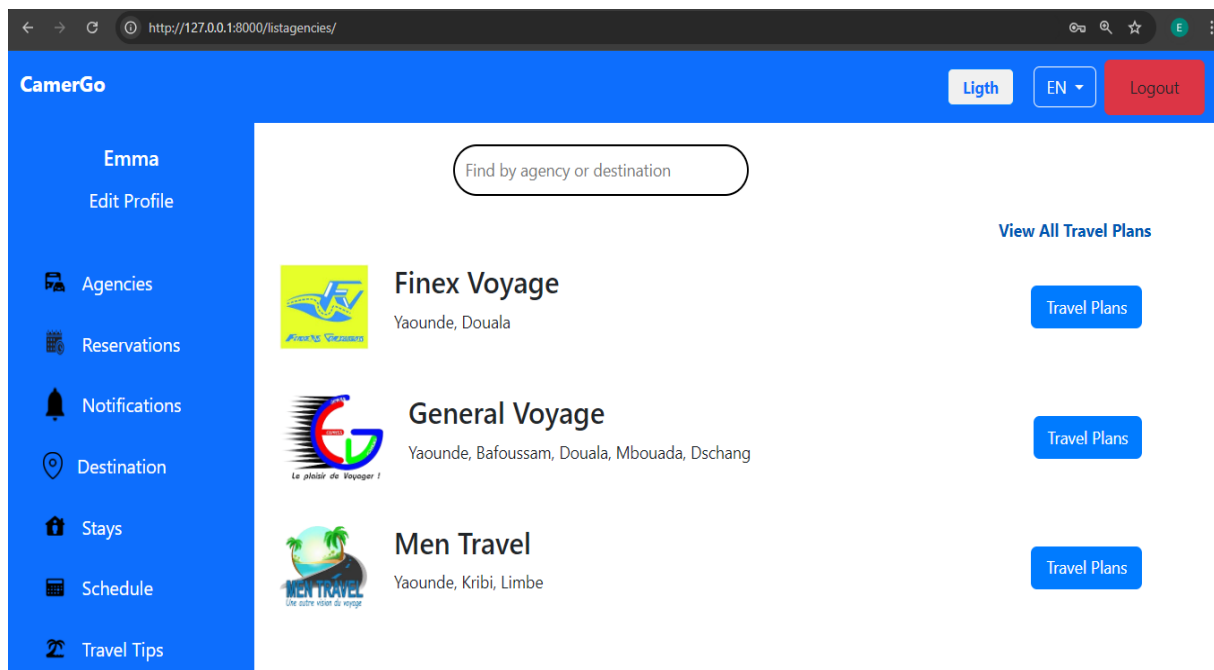 http://127.0.0.1:8000/listagencies/
E
CamerGo
Ligth
EN
Logout
Emma
Edit Profile
Find by agency or destination
View All Travel Plans
Agencies
Reservations
Notifications
Destination
Stays
Schedule
Travel Tips
Finex Voyage
Yaounde, Douala
Travel Plans
General Voyage
Yaounde, Bafoussam, Douala, Mbouada, Dschang
Le plaisir de Voyager !
Travel Plans
Men Travel
Yaounde, Kribi, Limbe
MEN TRAVEL
Une autre vision du voyage
Travel Plans